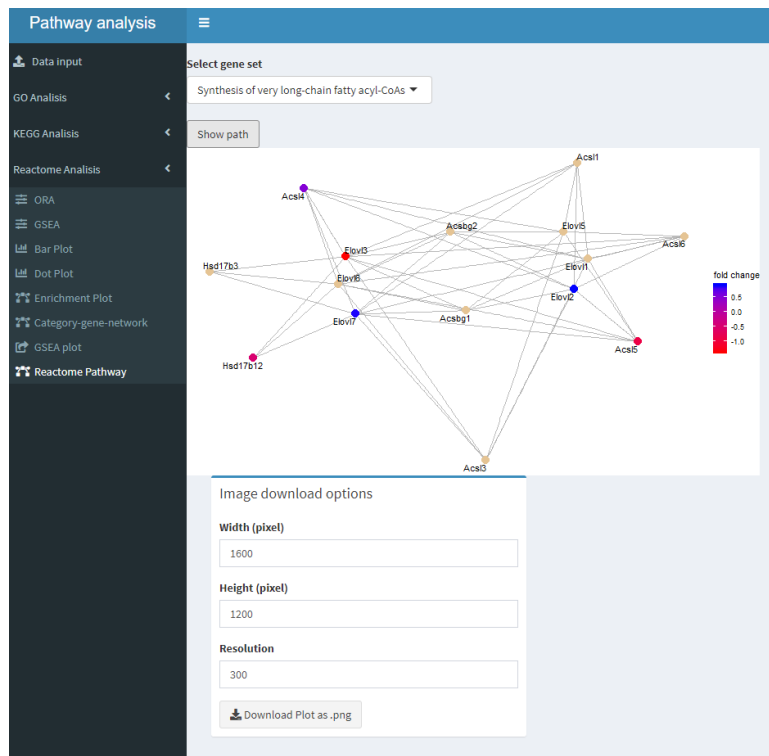 Pathway analysis
Data input
GO Analisis
KEGG Analisis
Reactome Analisis
ORA
GSEA
Bar Plot
Dot Plot
Enrichment Plot
Category-gene-network
GSEA plot
Reactome Pathway
Select gene set
Synthesis of very long-chain fatty acyl-CoAs
Show path
Acsl1
Acsl4
Acsbg2
Elovl5
Acsl6
Elovl3
Hsd17b3
Elovl6
Elovl1
Elovl2
Acsbg1
Elovl7
Acsl5
Hsd17b12
Acsl3
fold change
0.5
0.0
-0.5
-1.0
Image download options
Width (pixel)
1600
Height (pixel)
1200
Resolution
300
Download Plot as .png